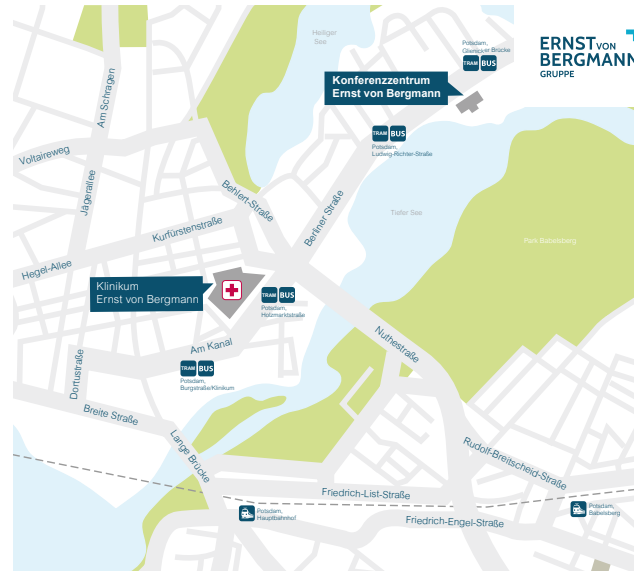 Heiliger
See
Potsdam,
Glienicker Brücke
TRAM BUS
ERNST VON
BERGMANN
GRUPPE
Konferenzzentrum
Ernst von Bergmann
TRAM BUS
Potsdam,
Ludwig-Richter-Straße
Am Schragen
Voltaireweg
Jägerallee
Behlert-Straße
Kurfürstenstraße
Berliner Straße
Tiefer See
Park Babelsberg
Hegel-Allee
Klinikum
Ernst von Bergmann
TRAM BUS
Potsdam,
Holzmarktstraße
Nuthestraße
Am Kanal
TRAM BUS
Potsdam,
Burgstraße/Klinikum
Dortustraße
Breite Straße
Lange Brücke
Rudolf-Breitscheid-Straße
Friedrich-List-Straße
Potsdam,
Hauptbahnhof
Friedrich-Engel-Straße
Potsdam,
Babelsberg